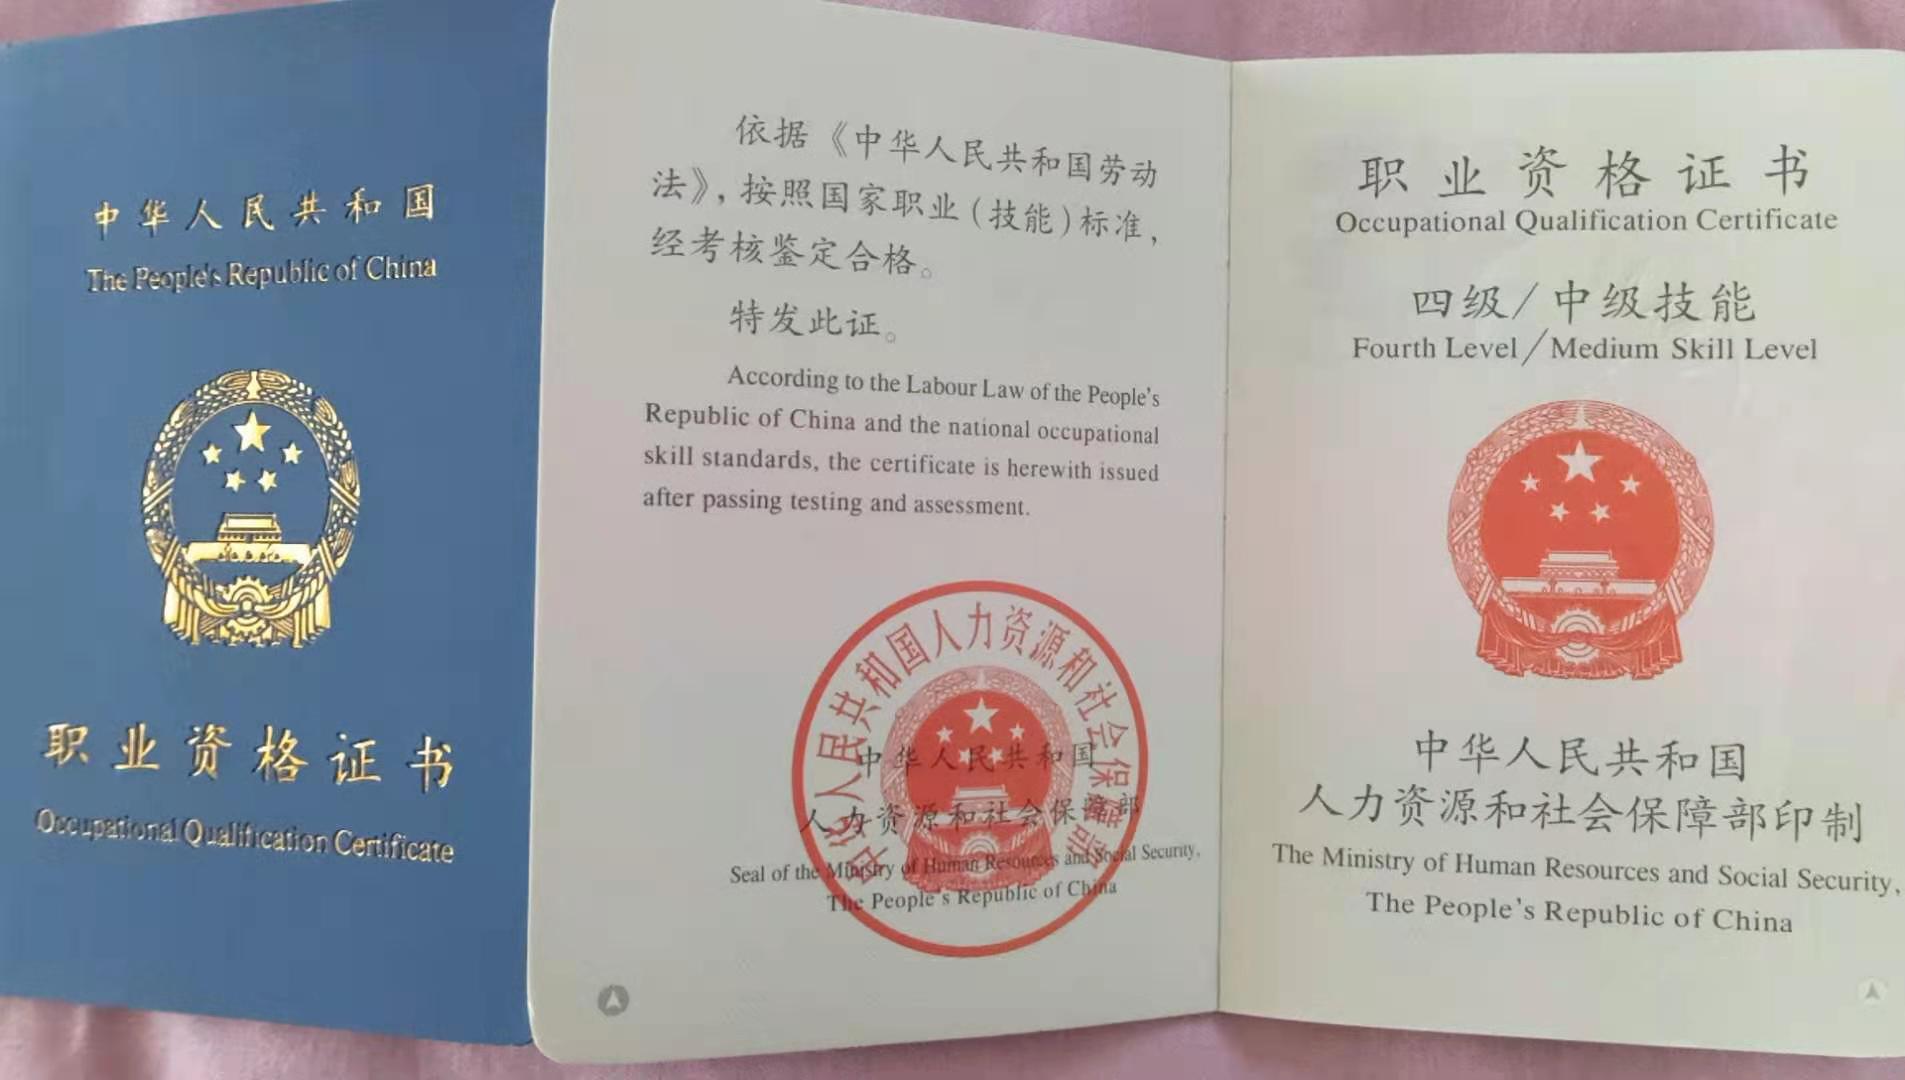 中华人民共和国
The People's Republic of China
职业资格证书
Occupational Qualification Certificate
依据《中华人民共和国劳动
法》，按照国家职业（技能）标准，
经考核鉴定合格。
特发此证。
According to the Labour Law of the People's
Republic of China and the national occupational
skill standards, the certificate is herewith issued
after passing testing and assessment.
中华人民共和国人力资源和社会保障部
中华人民共和国
人力资源和社会保障部
Seal of the Ministry of Human Resources and Social Security,
The People's Republic of China
职业资格证书
Occupational Qualification Certificate
四级/中级技能
Fourth Level/Medium Skill Level
中华人民共和国
人力资源和社会保障部印制
The Ministry of Human Resources and Social Security,
The People's Republic of China